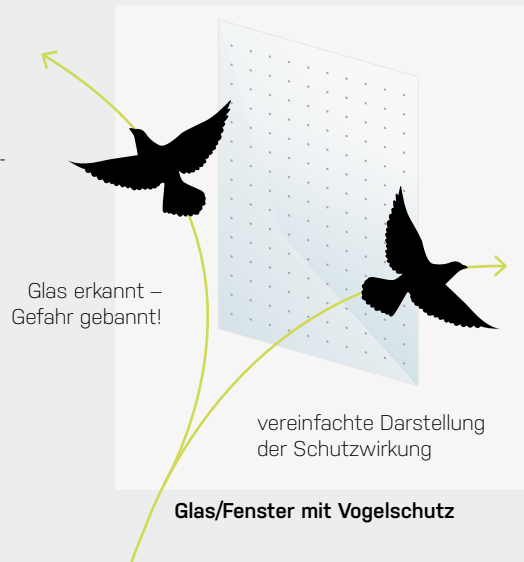 Glas erkannt –
Gefahr gebannt!
vereinfachte Darstellung
der Schutzwirkung
Glas/Fenster mit Vogelschutz